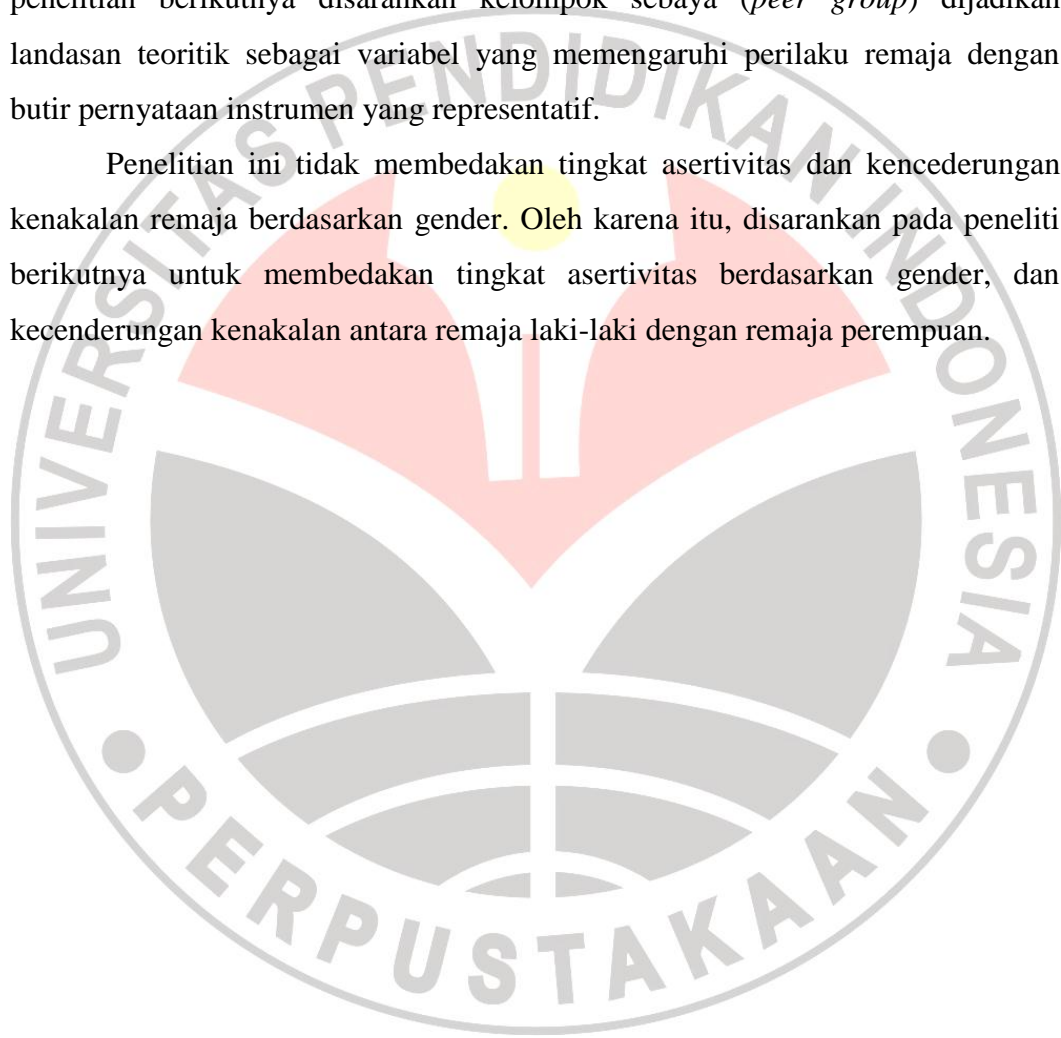 penelitian berikutnya disarankan kelompok sebaya (peer group) dijadikan
landasan teoritik sebagai variabel yang memengaruhi perilaku remaja dengan
butir pernyataan instrumen yang representatif.
Penelitian ini tidak membedakan tingkat asertivitas dan kencederungan
kenakalan remaja berdasarkan gender. Oleh karena itu, disarankan pada peneliti
berikutnya untuk membedakan tingkat asertivitas berdasarkan gender, dan
kecenderungan kenakalan antara remaja laki-laki dengan remaja perempuan.
UNIVERSITAS PENDIDIKAN INDONESIA
PERPUSTAKAAN